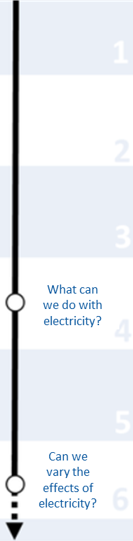 1
2
3
What can
we do with
electricity?
4
5
Can we
vary the
effects of
electricity?
6